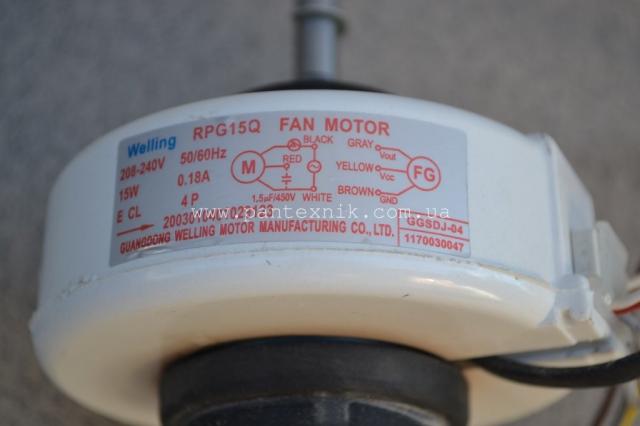 Welling RPG15Q FAN MOTOR
208-240V 50/60Hz
15W 0.18A
E CL 4 P
M RED BLACK
1.5µF/450V WHITE
GRAY Vout
YELLOW Vcc
BROWN GND
FG
www.pantexnik.com.ua
GUANGDONG WELLING MOTOR MANUFACTURING CO., LTD.
GGSDJ-04
1170030047